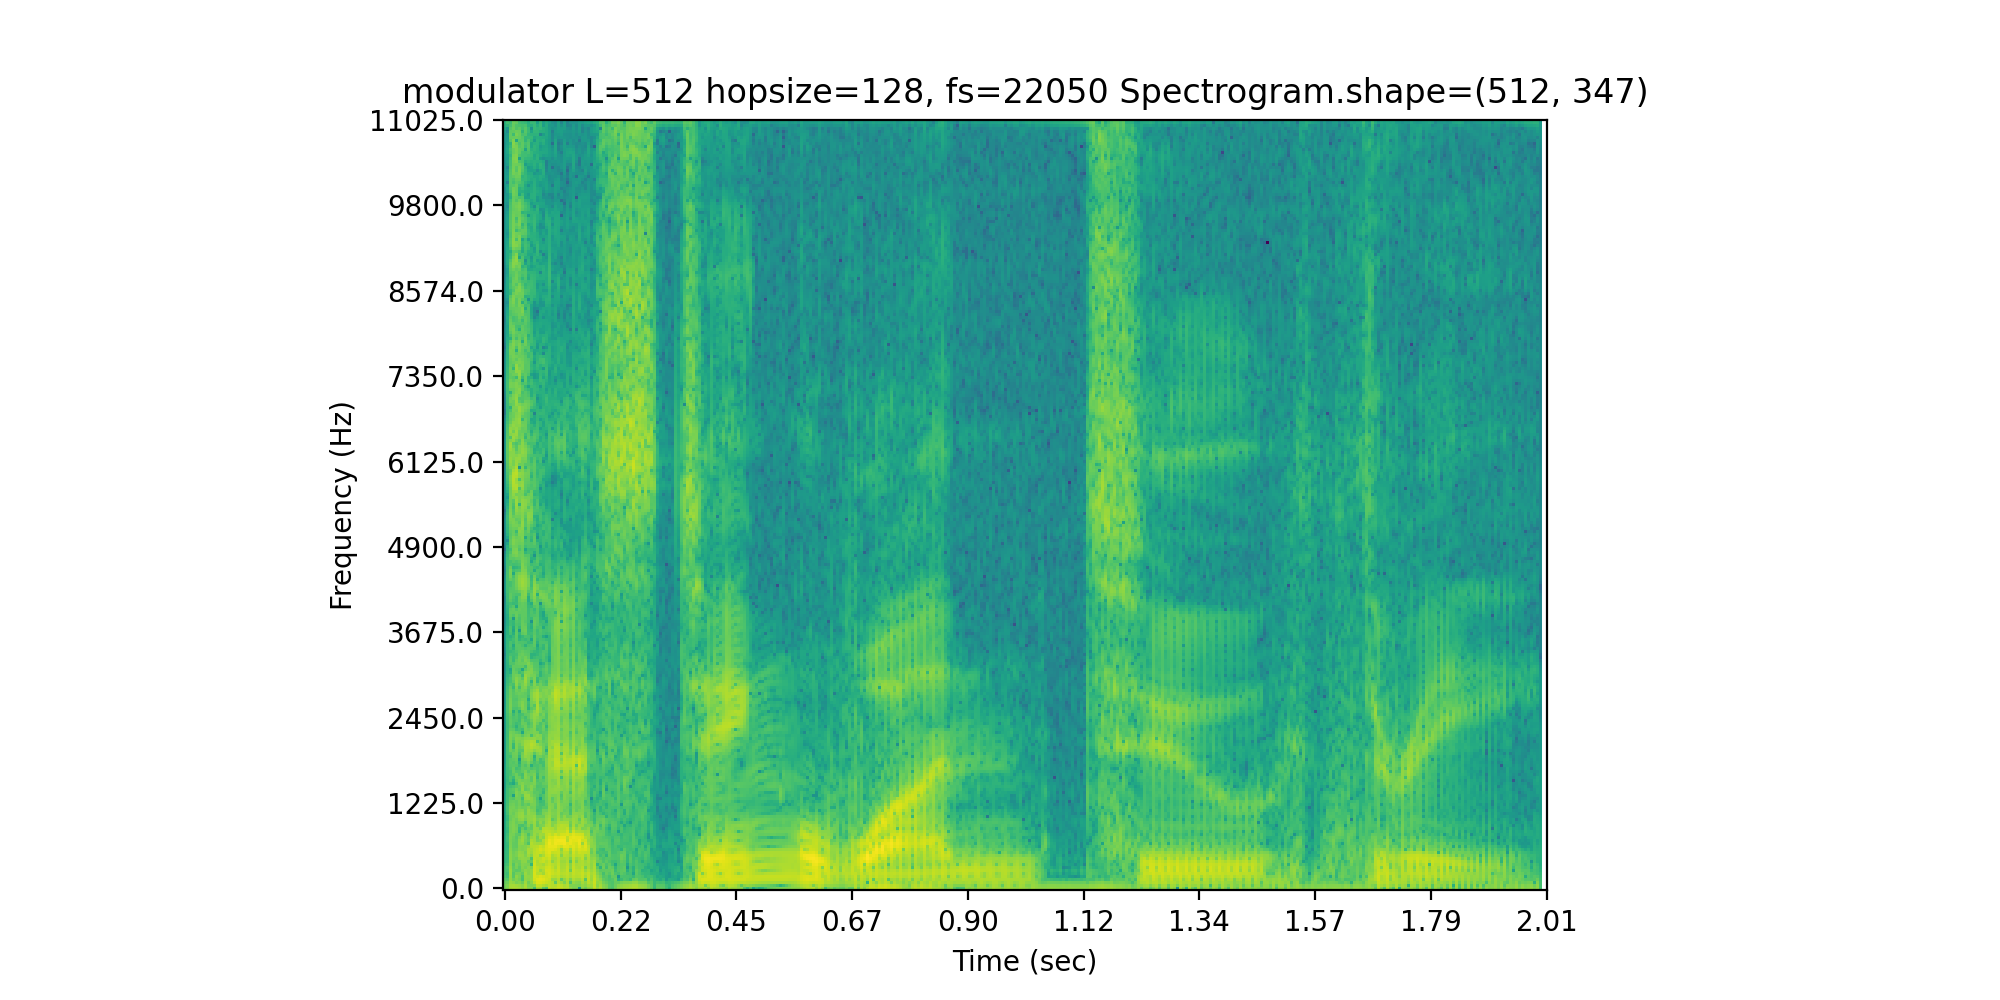 modulator L=512 hopsize=128, fs=22050 Spectrogram.shape=(512, 347)
11025.0
9800.0
8574.0
7350.0
6125.0
4900.0
3675.0
2450.0
1225.0
0.0
Frequency (Hz)
0.00 0.22 0.45 0.67 0.90 1.12 1.34 1.57 1.79 2.01
Time (sec)